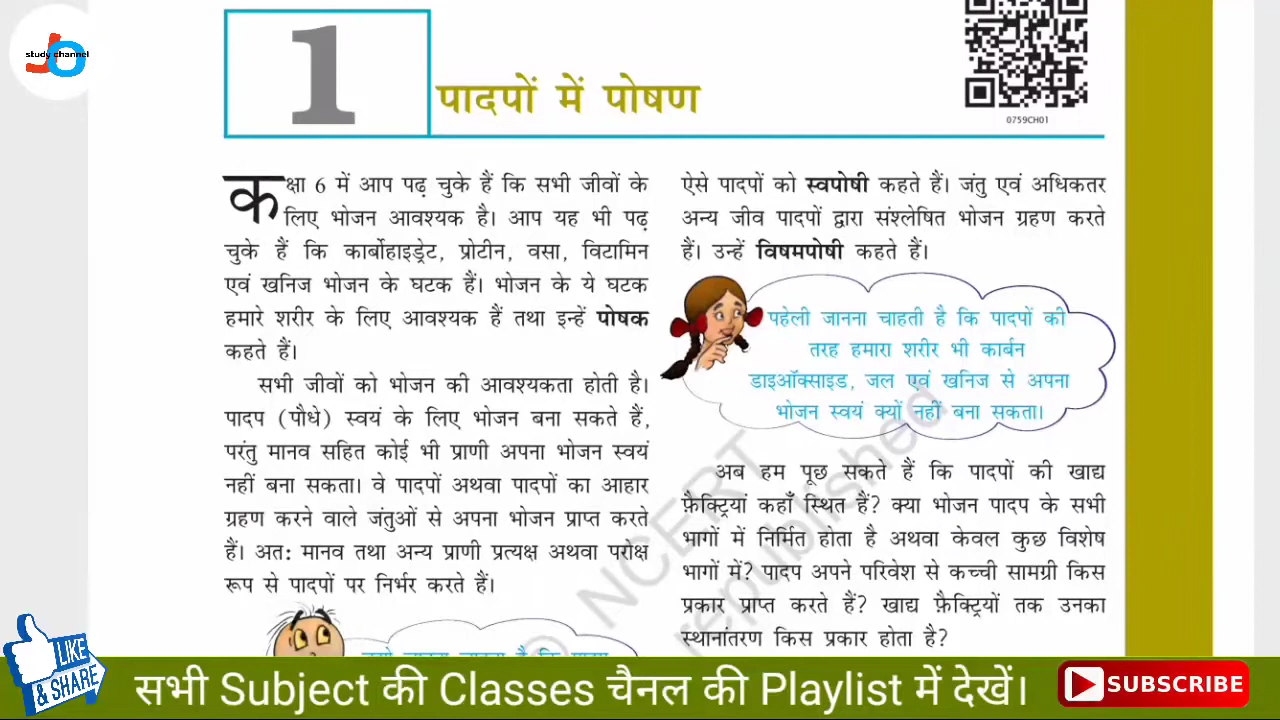 study channel
JO
1
पादपों में पोषण
0759CH01
कक्षा 6 में आप पढ़ चुके हैं कि सभी जीवों के
लिए भोजन आवश्यक है। आप यह भी पढ़
चुके हैं कि कार्बोहाइड्रेट, प्रोटीन, वसा, विटामिन
एवं खनिज भोजन के घटक हैं। भोजन के ये घटक
हमारे शरीर के लिए आवश्यक हैं तथा इन्हें पोषक
कहते हैं।
सभी जीवों को भोजन की आवश्यकता होती है।
पादप (पौधे) स्वयं के लिए भोजन बना सकते हैं,
परंतु मानव सहित कोई भी प्राणी अपना भोजन स्वयं
नहीं बना सकता। वे पादपों अथवा पादपों का आहार
ग्रहण करने वाले जंतुओं से अपना भोजन प्राप्त करते
हैं। अत: मानव तथा अन्य प्राणी प्रत्यक्ष अथवा परोक्ष
रूप से पादपों पर निर्भर करते हैं।
ऐसे पादपों को स्वपोषी कहते हैं। जंतु एवं अधिकतर
अन्य जीव पादपों द्वारा संश्लेषित भोजन ग्रहण करते
हैं। उन्हें विषमपोषी कहते हैं।
पहेली जानना चाहती है कि पादपों की
तरह हमारा शरीर भी कार्बन
डाइऑक्साइड, जल एवं खनिज से अपना
भोजन स्वयं क्यों नहीं बना सकता।
अब हम पूछ सकते हैं कि पादपों की खाद्य
फ़ैक्ट्रियां कहाँ स्थित हैं? क्या भोजन पादप के सभी
भागों में निर्मित होता है अथवा केवल कुछ विशेष
भागों में? पादप अपने परिवेश से कच्ची सामग्री किस
प्रकार प्राप्त करते हैं? खाद्य फ़ैक्ट्रियों तक उनका
स्थानांतरण किस प्रकार होता है?
© NCERT
republished
LIKE
& SHARE
सभी Subject की Classes चैनल की Playlist में देखें।
SUBSCRIBE